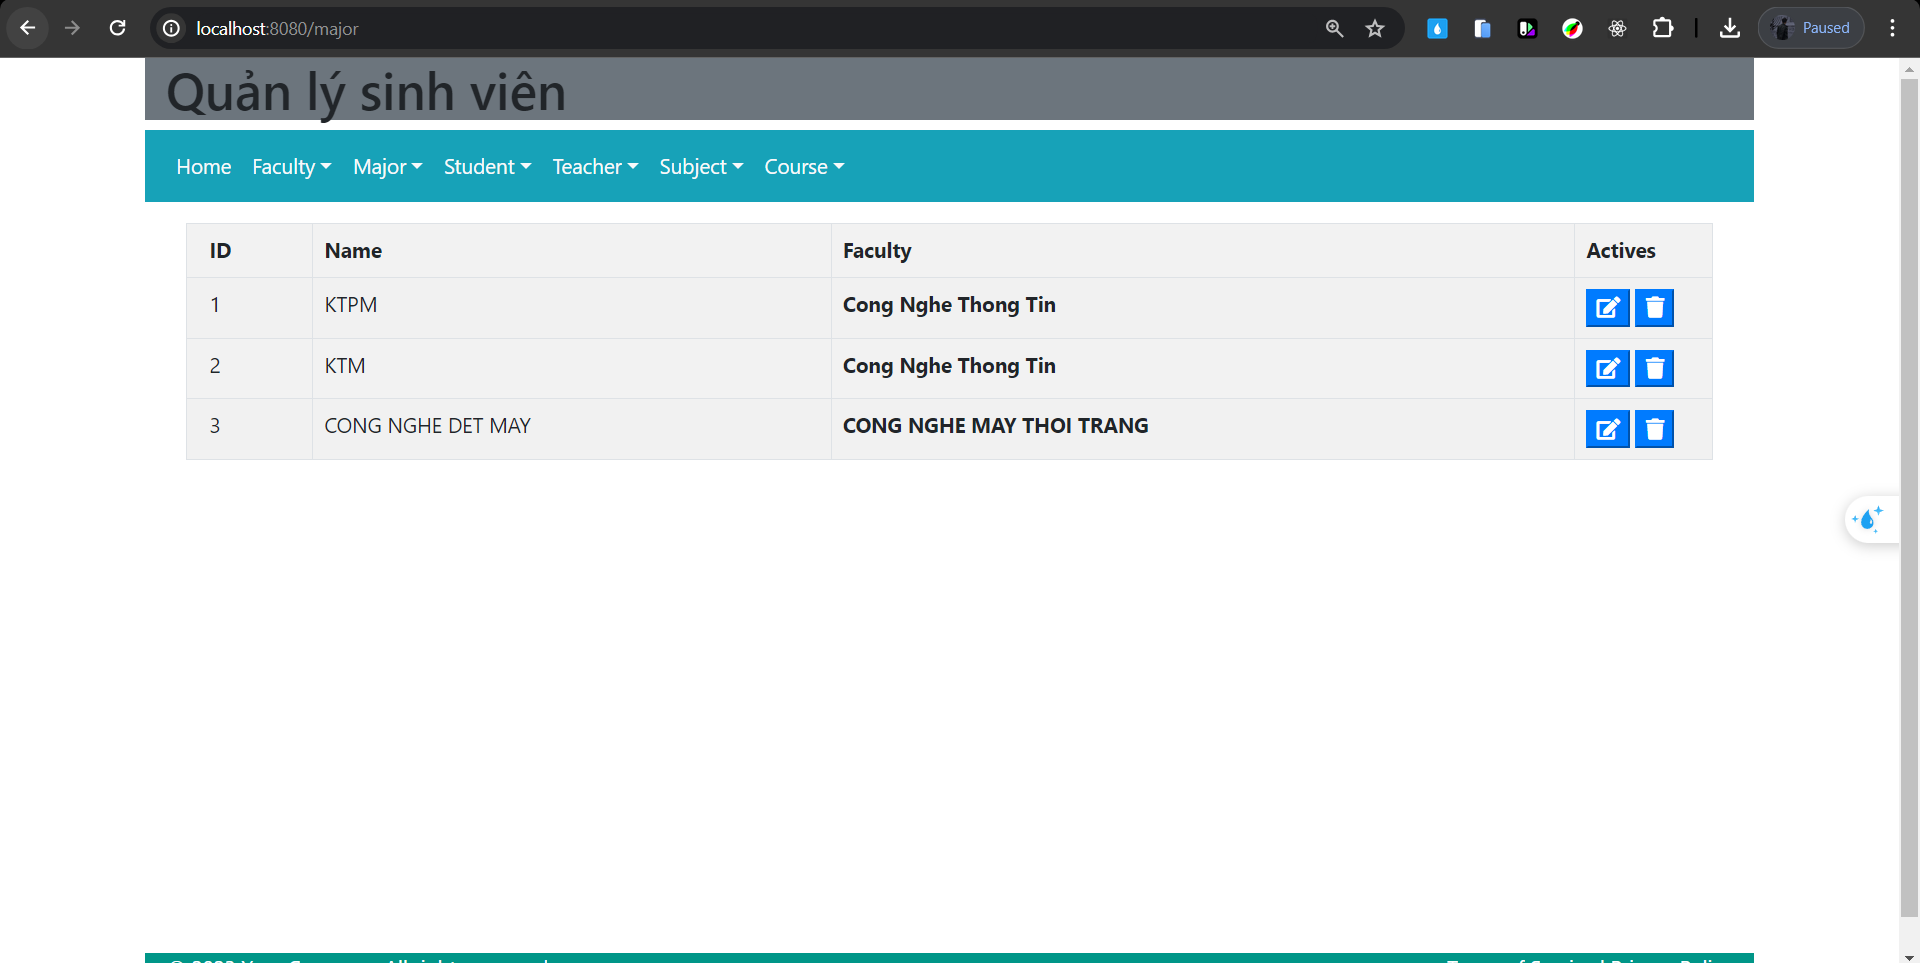 localhost:8080/major
Paused
Quản lý sinh viên
Home Faculty Major Student Teacher Subject Course
ID Name Faculty Actives
1 KTPM Cong Nghe Thong Tin
2 KTM Cong Nghe Thong Tin
3 CONG NGHE DET MAY CONG NGHE MAY THOI TRANG